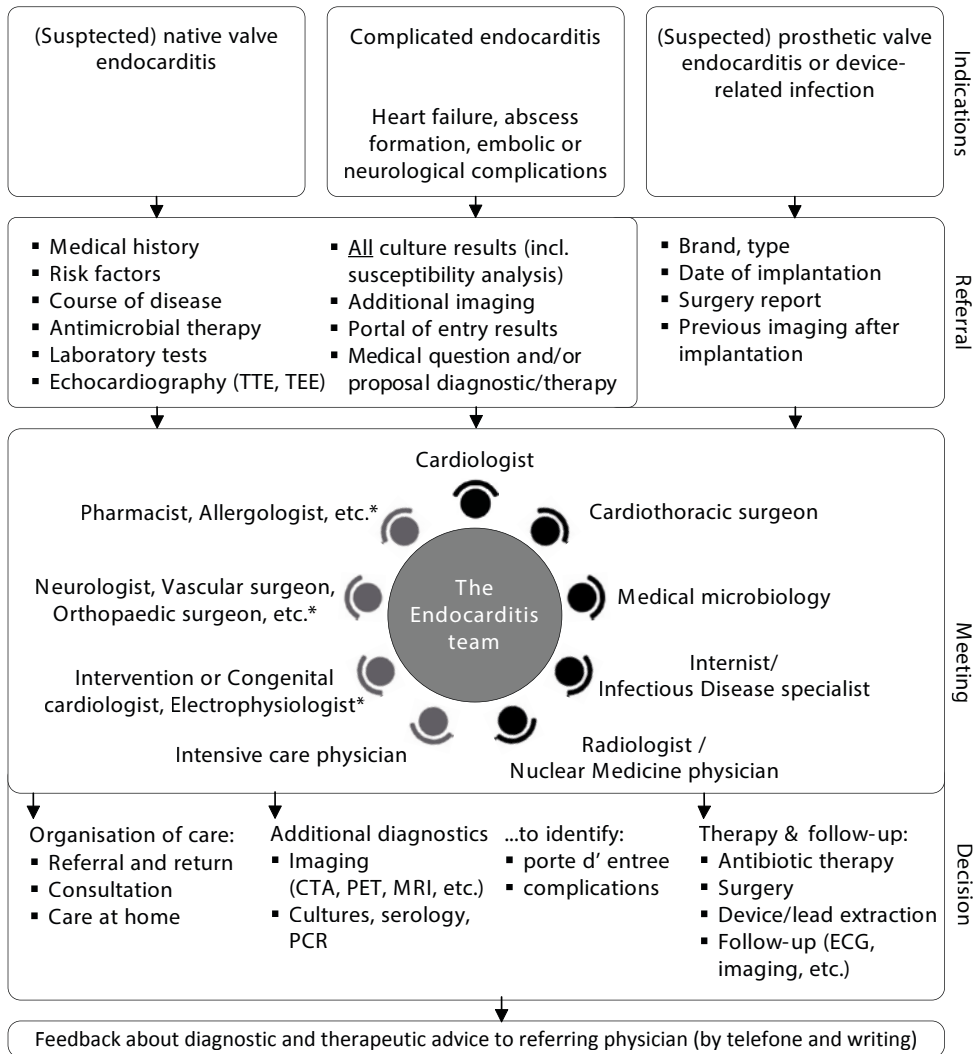 (Susptected) native valve
endocarditis
Complicated endocarditis
Heart failure, abscess
formation, embolic or
neurological complications
(Suspected) prosthetic valve
endocarditis or device-
related infection
Indications
▪ Medical history
▪ Risk factors
▪ Course of disease
▪ Antimicrobial therapy
▪ Laboratory tests
▪ Echocardiography (TTE, TEE)
▪ All culture results (incl.
susceptibility analysis)
▪ Additional imaging
▪ Portal of entry results
▪ Medical question and/or
proposal diagnostic/therapy
▪ Brand, type
▪ Date of implantation
▪ Surgery report
▪ Previous imaging after
implantation
Referral
Cardiologist
Pharmacist, Allergologist, etc.*
Cardiothoracic surgeon
Neurologist, Vascular surgeon,
Orthopaedic surgeon, etc.*
The
Endocarditis
team
Medical microbiology
Intervention or Congenital
cardiologist, Electrophysiologist*
Internist/
Infectious Disease specialist
Intensive care physician
Radiologist /
Nuclear Medicine physician
Meeting
Organisation of care:
▪ Referral and return
▪ Consultation
▪ Care at home
Additional diagnostics
▪ Imaging
(CTA, PET, MRI, etc.)
▪ Cultures, serology,
PCR
...to identify:
▪ porte d' entree
▪ complications
Therapy & follow-up:
▪ Antibiotic therapy
▪ Surgery
▪ Device/lead extraction
▪ Follow-up (ECG,
imaging, etc.)
Decision
Feedback about diagnostic and therapeutic advice to referring physician (by telefone and writing)